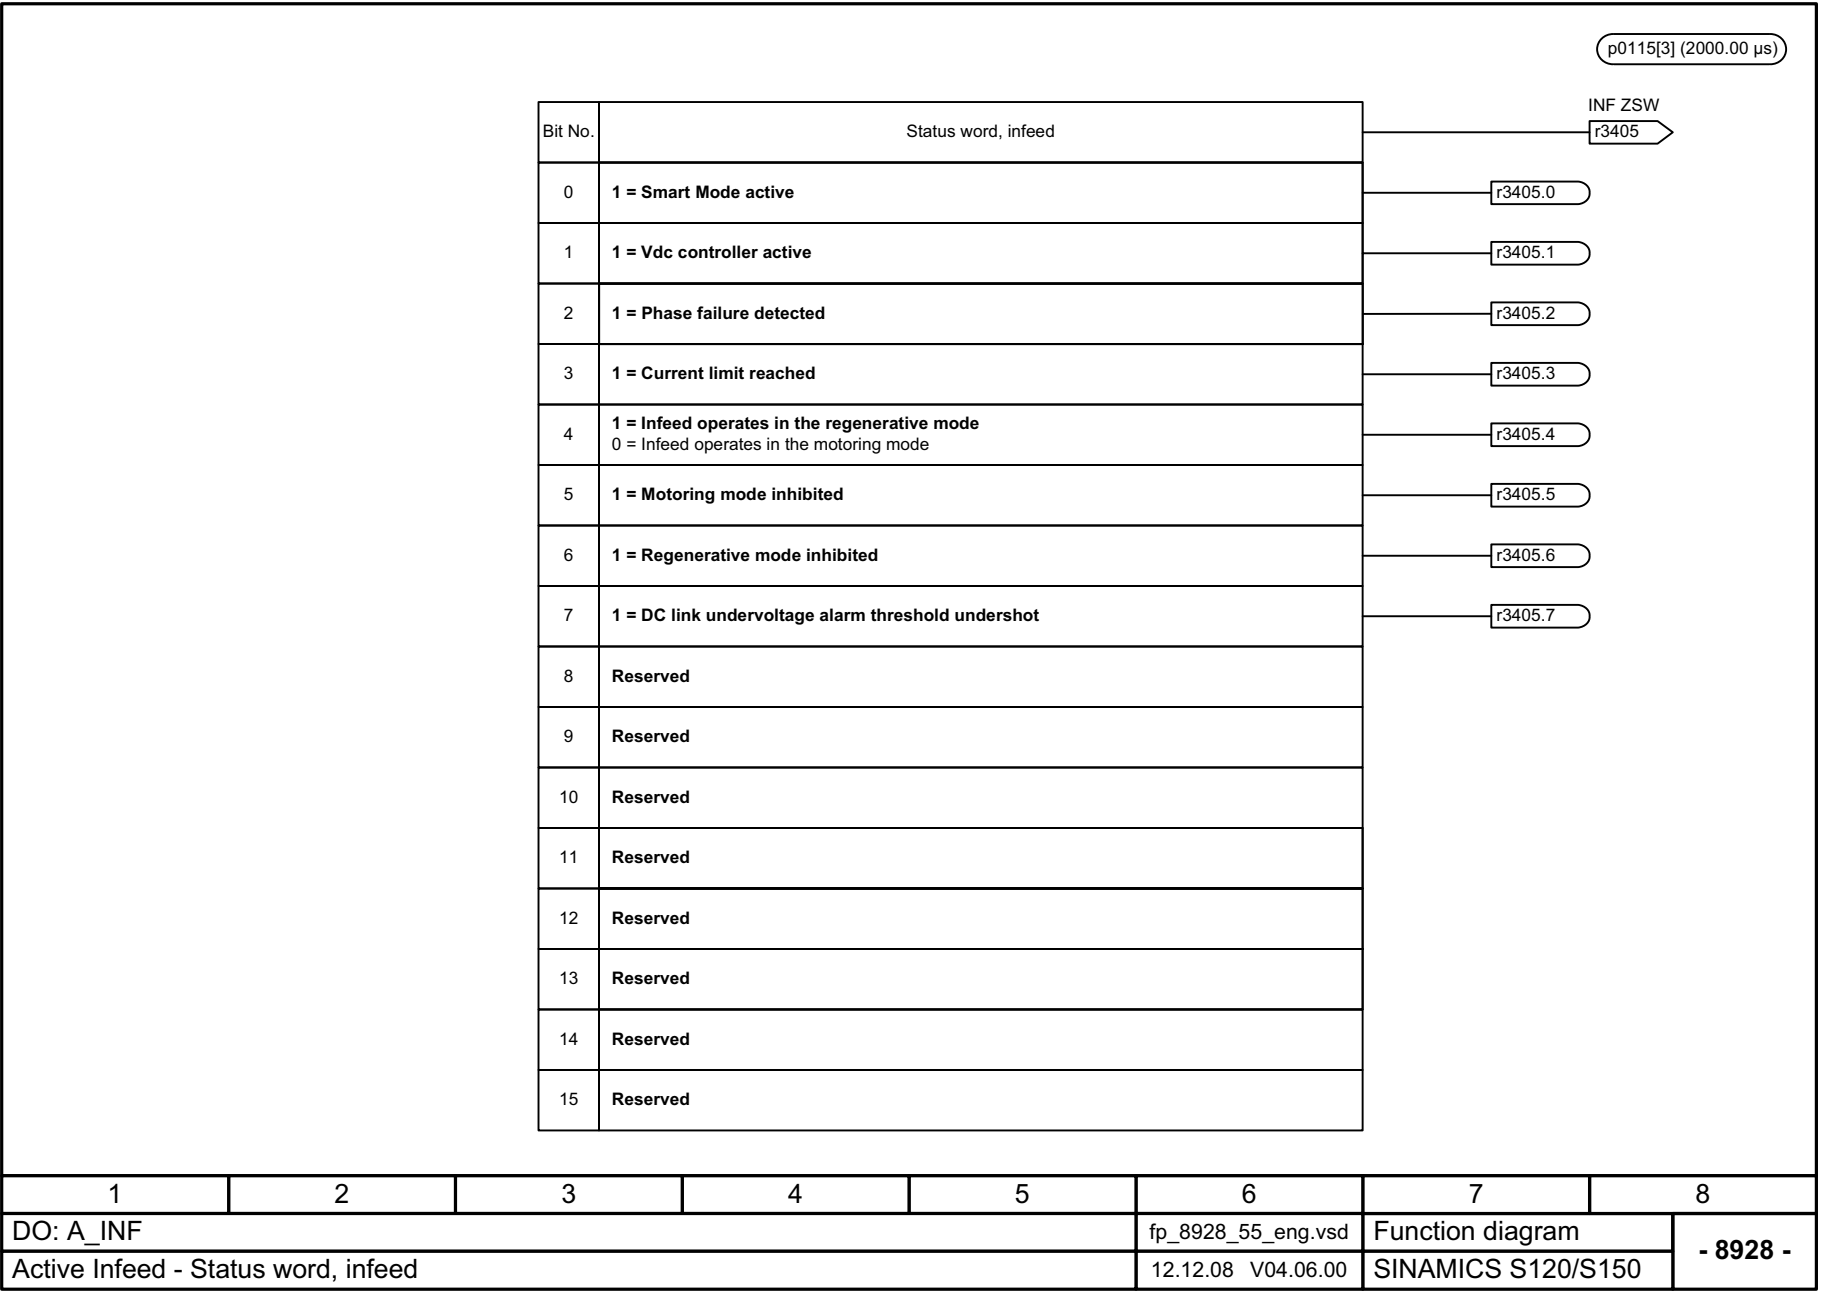 p0115[3] (2000.00 µs)
INF ZSW
Bit No. Status word, infeed r3405
0 1 = Smart Mode active r3405.0
1 1 = Vdc controller active r3405.1
2 1 = Phase failure detected r3405.2
3 1 = Current limit reached r3405.3
4 1 = Infeed operates in the regenerative mode
0 = Infeed operates in the motoring mode r3405.4
5 1 = Motoring mode inhibited r3405.5
6 1 = Regenerative mode inhibited r3405.6
7 1 = DC link undervoltage alarm threshold undershot r3405.7
8 Reserved
9 Reserved
10 Reserved
11 Reserved
12 Reserved
13 Reserved
14 Reserved
15 Reserved
1 2 3 4 5 6 7 8
DO: A_INF fp_8928_55_eng.vsd Function diagram
- 8928 -
Active Infeed - Status word, infeed 12.12.08 V04.06.00 SINAMICS S120/S150